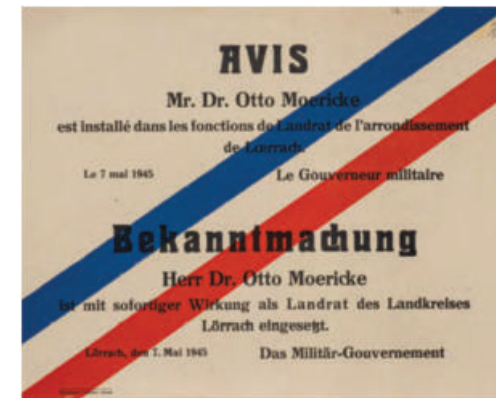 AVIS
Mr. Dr. Otto Moericke
est installé dans les fonctions de Landrat de l'arrondissement
de Lœrrach.
Le 7 mai 1945 Le Gouverneur militaire
Bekanntmachung
Herr Dr. Otto Moericke
ist mit sofortiger Wirkung als Landrat des Landkreises
Lörrach eingesetzt.
Lörrach, den 7. Mai 1945 Das Militär-Gouvernement